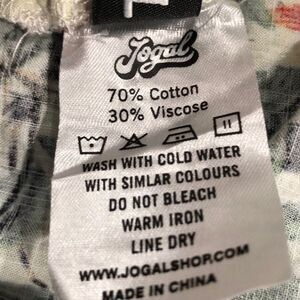 Jogal
70% Cotton
30% Viscose
WASH WITH COLD WATER
WITH SIMLAR COLOURS
DO NOT BLEACH
WARM IRON
LINE DRY
WWW.JOGALSHOP.COM
MADE IN CHINA